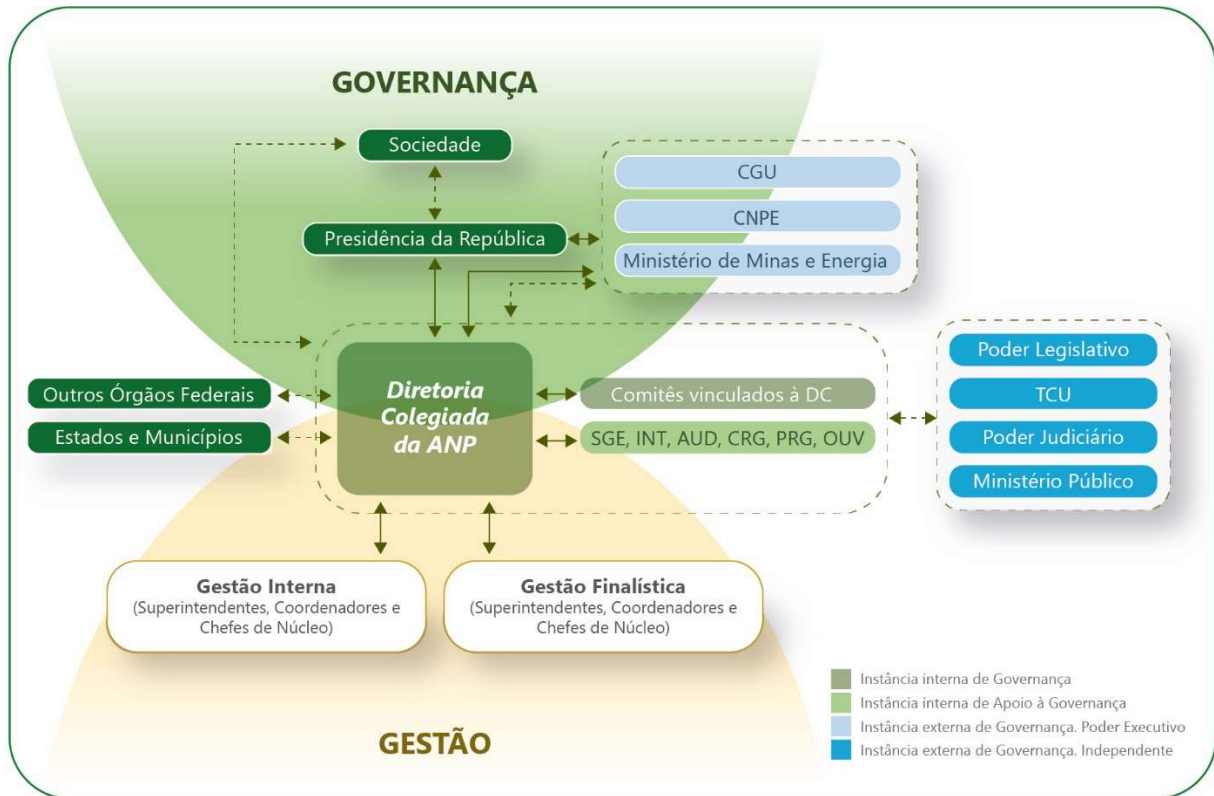 GOVERNANÇA
Sociedade
Presidência da República
CGU
CNPE
Ministério de Minas e Energia
Outros Órgãos Federais
Estados e Municípios
Diretoria
Colegiada
da ANP
Comitês vinculados à DC
SGE, INT, AUD, CRG, PRG, OUV
Poder Legislativo
TCU
Poder Judiciário
Ministério Público
Gestão Interna
(Superintendentes, Coordenadores e
Chefes de Núcleo)
Gestão Finalística
(Superintendentes, Coordenadores e
Chefes de Núcleo)
GESTÃO
Instância interna de Governança
Instância interna de Apoio à Governança
Instância externa de Governança. Poder Executivo
Instância externa de Governança. Independente